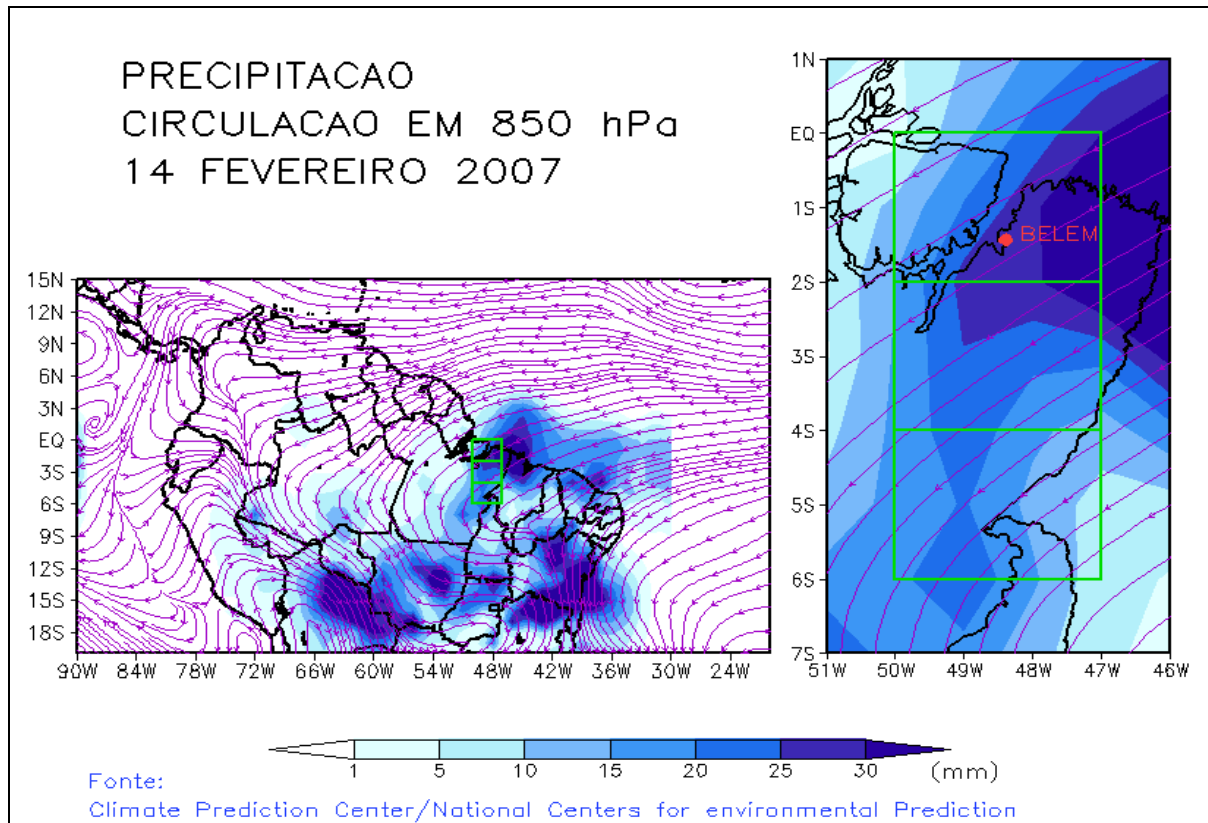 PRECIPITACAO
CIRCULACAO EM 850 hPa
14 FEVEREIRO 2007
1N
EQ
1S
2S
3S
4S
5S
6S
7S
51W 50W 49W 48W 47W 46W
BELEM
15N
12N
9N
6N
3N
EQ
3S
6S
9S
12S
15S
18S
90W 84W 78W 72W 66W 60W 54W 48W 42W 36W 30W 24W
1 5 10 15 20 25 30 (mm)
Fonte:
Climate Prediction Center/National Centers for environmental Prediction